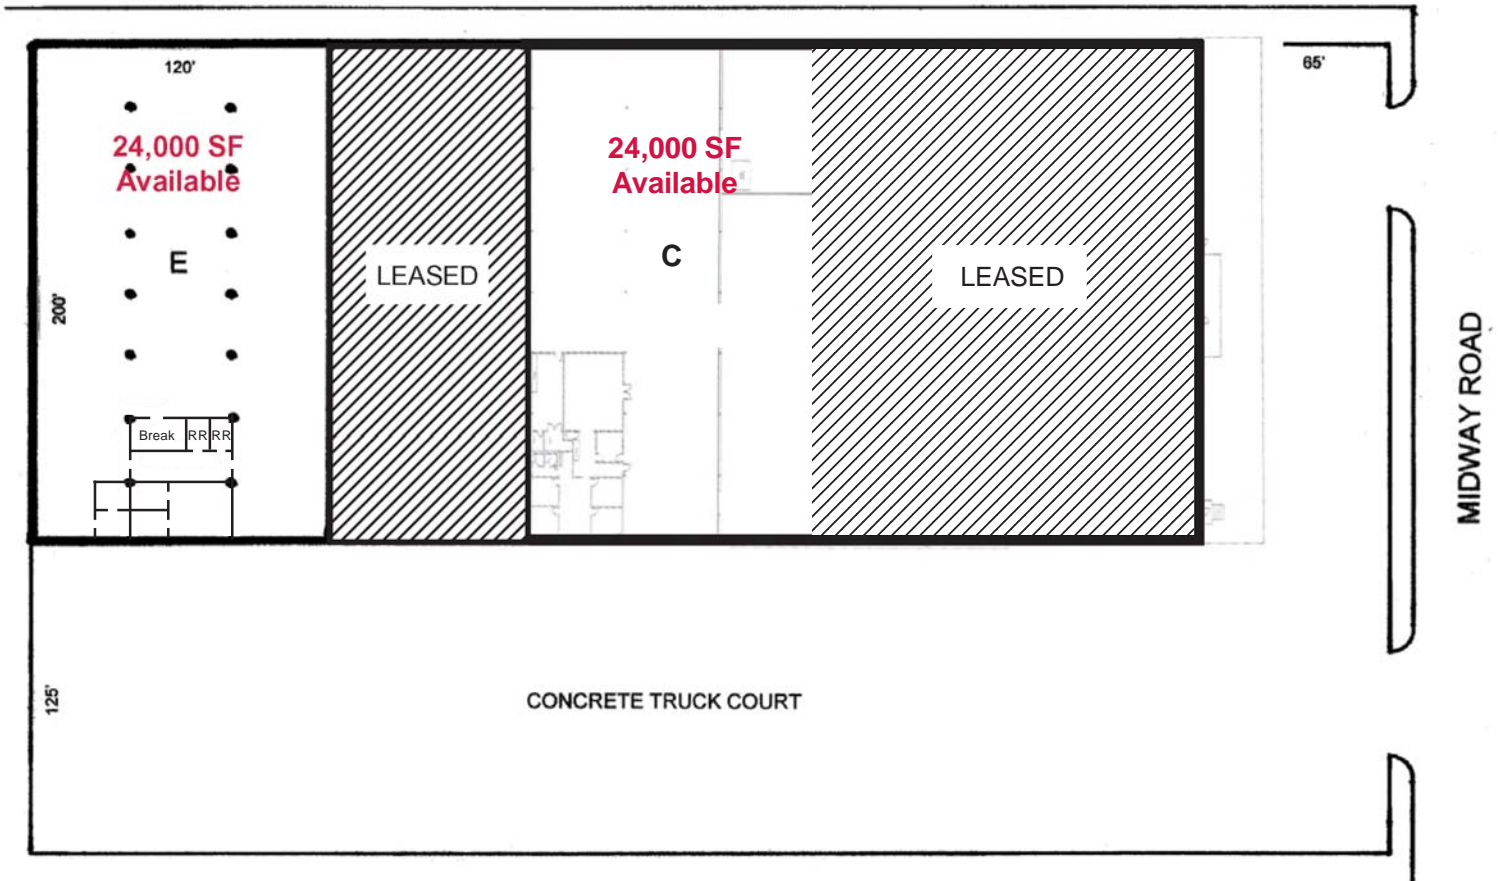 120'
65'
24,000 SF
Available
24,000 SF
Available
E
C
LEASED
LEASED
200'
MIDWAY ROAD
Break
RR
RR
125'
CONCRETE TRUCK COURT